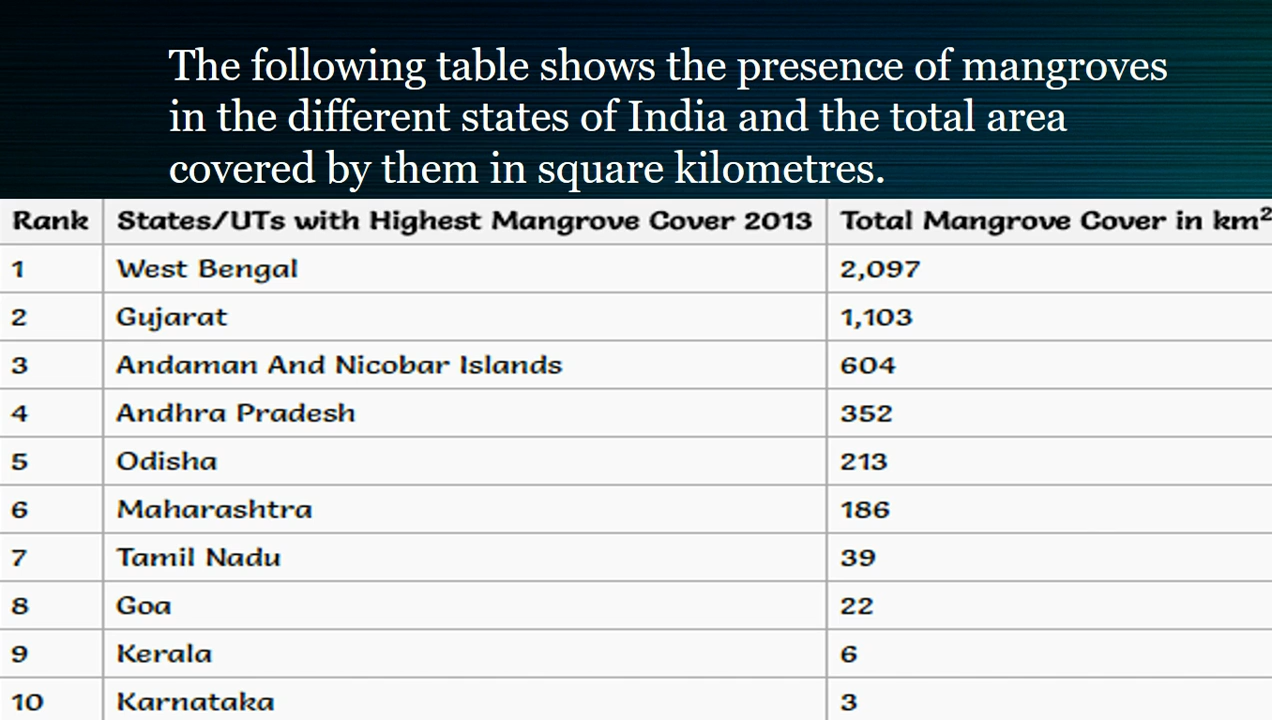 The following table shows the presence of mangroves
in the different states of India and the total area
covered by them in square kilometres.
Rank States/UTs with Highest Mangrove Cover 2013 Total Mangrove Cover in km²
1 West Bengal 2,097
2 Gujarat 1,103
3 Andaman And Nicobar Islands 604
4 Andhra Pradesh 352
5 Odisha 213
6 Maharashtra 186
7 Tamil Nadu 39
8 Goa 22
9 Kerala 6
10 Karnataka 3